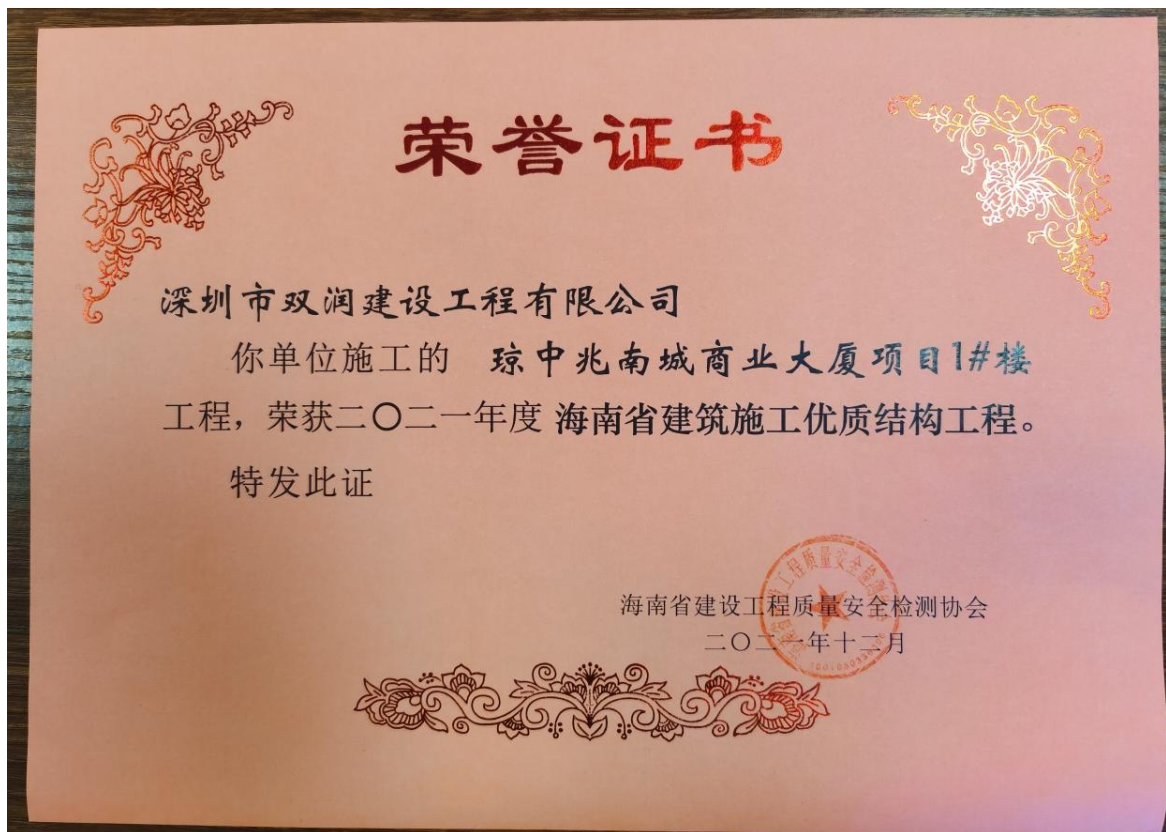 荣誉证书
深圳市双润建设工程有限公司
你单位施工的 琼中兆南城商业大厦项目1#楼
工程，荣获二〇二一年度 海南省建筑施工优质结构工程。
特发此证
海南省建设工程质量安全检测协会
二〇二一年十二月